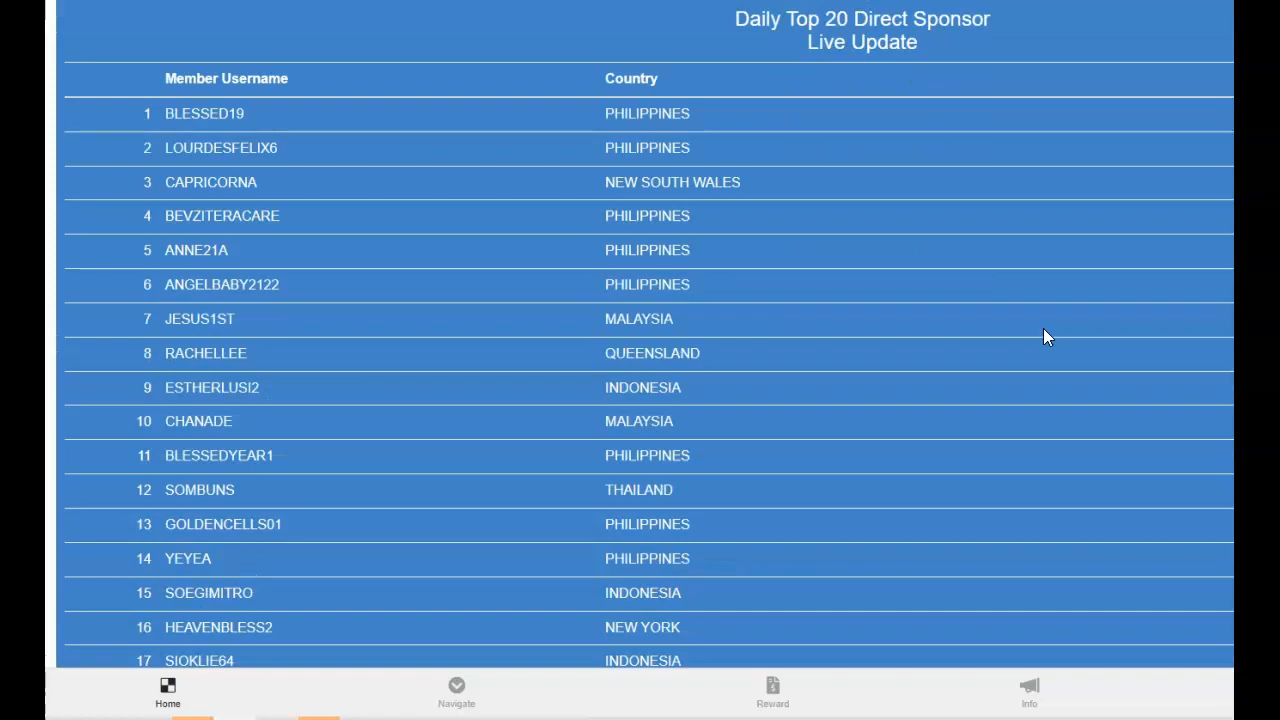 Daily Top 20 Direct Sponsor
Live Update
Member Username Country
1 BLESSED19 PHILIPPINES
2 LOURDESFELIX6 PHILIPPINES
3 CAPRICORNA NEW SOUTH WALES
4 BEVZITERACARE PHILIPPINES
5 ANNE21A PHILIPPINES
6 ANGELBABY2122 PHILIPPINES
7 JESUS1ST MALAYSIA
8 RACHELLEE QUEENSLAND
9 ESTHERLUSI2 INDONESIA
10 CHANADE MALAYSIA
11 BLESSEDYEAR1 PHILIPPINES
12 SOMBUNS THAILAND
13 GOLDENCELLS01 PHILIPPINES
14 YEYEA PHILIPPINES
15 SOEGIMITRO INDONESIA
16 HEAVENBLESS2 NEW YORK
17 SIOKLIE64 INDONESIA
Home Navigate Reward Info